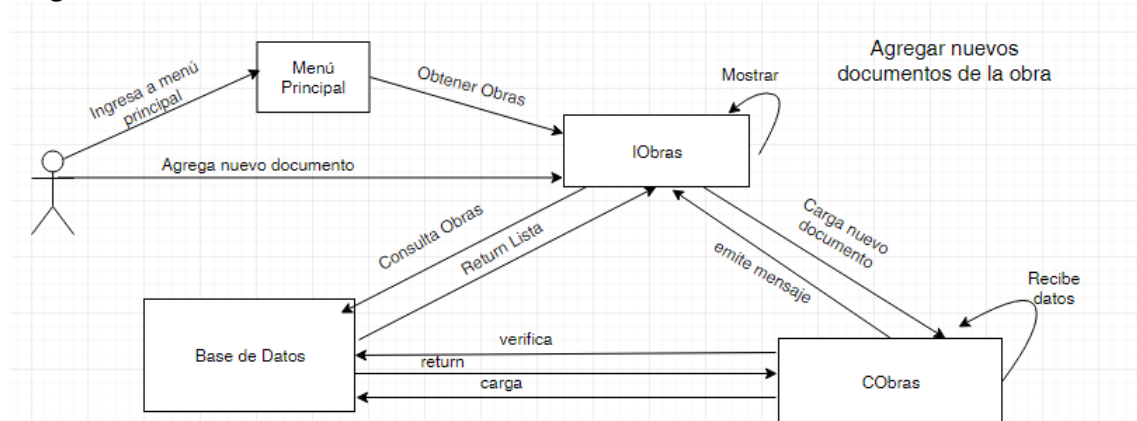 Agregar nuevos
documentos de la obra
Menú
Principal
Ingresa a menú
principal
Obtener Obras
Mostrar
IObras
Agrega nuevo documento
Consulta Obras
Return Lista
Carga nuevo
documento
emite mensaje
Recibe
datos
Base de Datos
verifica
return
carga
CObras